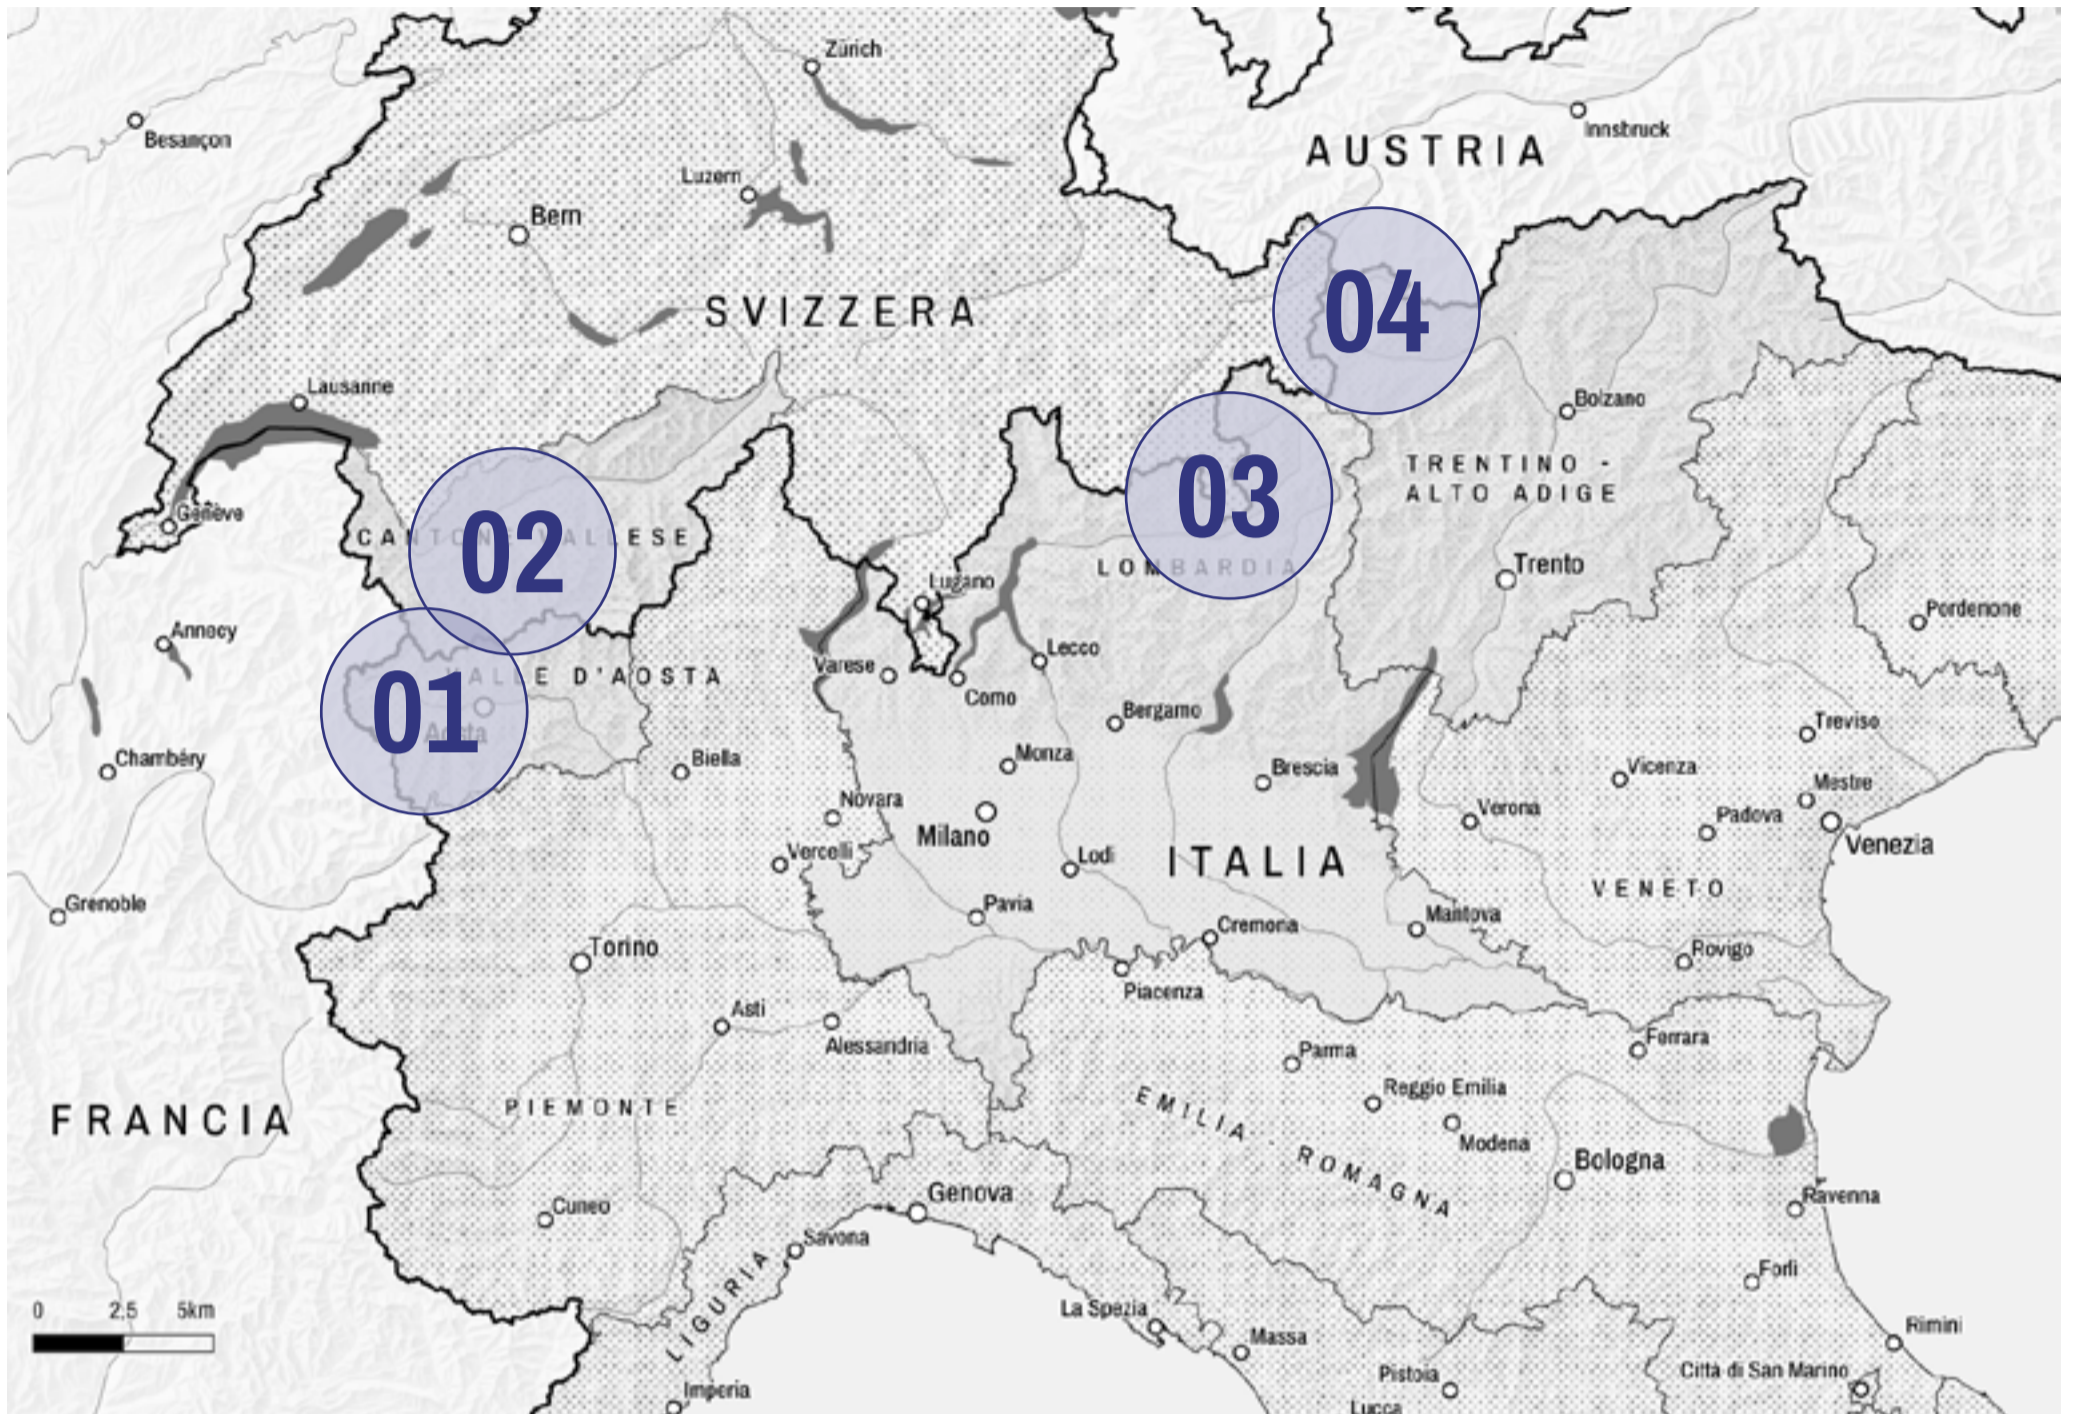 Zürich
Besançon
Innsbruck
AUSTRIA
Luzern
Bern
SVIZZERA
04
Lausanne
Bolzano
TRENTINO -
ALTO ADIGE
03
Genève
CANTONE VALLESE
02
LOMBARDIA
Trento
Lugano
Pordenone
Annecy
Lecco
Varese
VALLE D'AOSTA
Como
01
Aosta
Bergamo
Treviso
Chambéry
Biella
Monza
Brescia
Vicenza
Mestre
Novara
Verona
Padova
Milano
Venezia
Vercelli
Lodi
ITALIA
VENETO
Grenoble
Pavia
Mantova
Cremona
Torino
Rovigo
Piacenza
Asti
Alessandria
Ferrara
Parma
Reggio Emilia
FRANCIA
PIEMONTE
EMILIA - ROMAGNA
Modena
Bologna
Genova
Ravenna
Cuneo
Savona
Forlì
LIGURIA
0 2,5 5km
La Spezia
Massa
Rimini
Pistoia
Città di San Marino
Imperia
Lucca